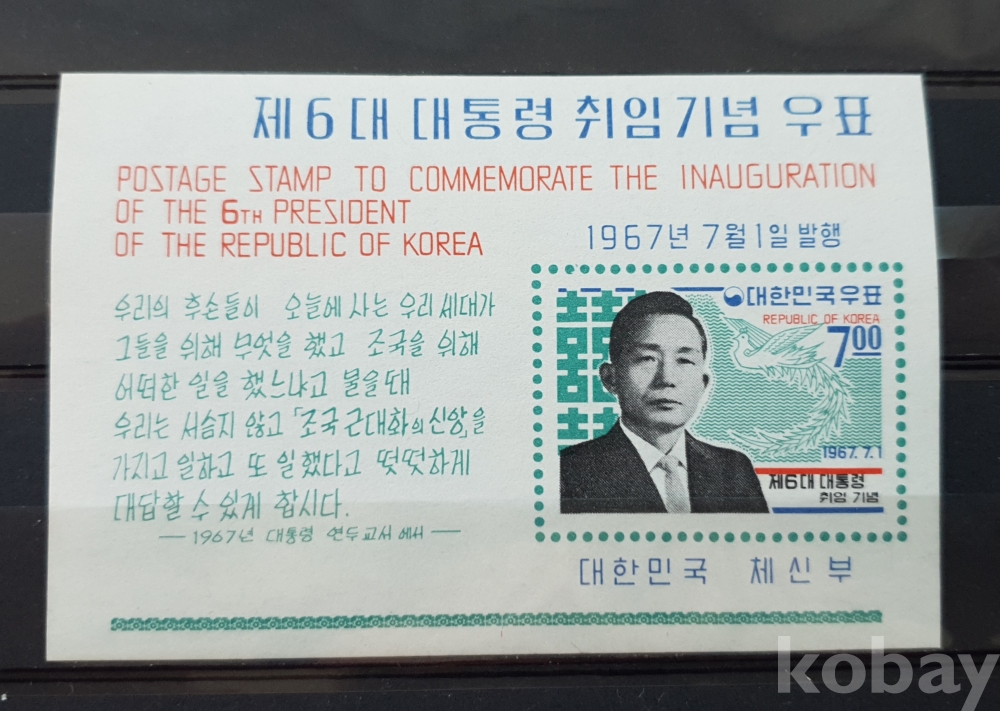 제6대 대통령 취임기념 우표
POSTAGE STAMP TO COMMEMORATE THE INAUGURATION
OF THE 6TH PRESIDENT
OF THE REPUBLIC OF KOREA
1967년 7월 1일 발행
우리의 후손들이 오늘에 사는 우리 세대가
그들을 위해 무엇을 했고 조국을 위해
어떠한 일을 했느냐고 물을 때
우리는 서슴지 않고 「조국 근대화의 신앙」을
가지고 일하고 또 일했다고 떳떳하게
대답할 수 있게 합시다.
— 1967년 대통령 연두교서에서 —
대한민국우표
REPUBLIC OF KOREA
700
1967.7.1
제6대 대통령
취임 기념
대한민국 체신부
kobay